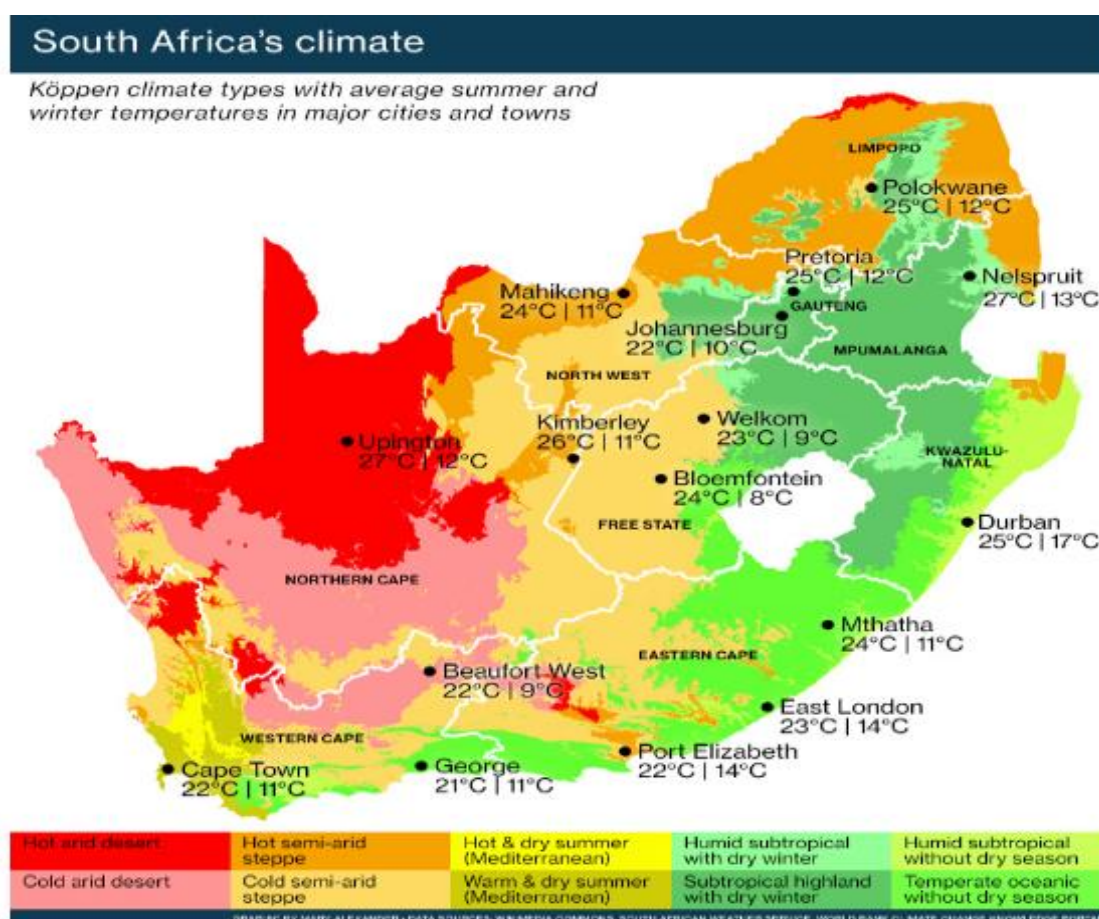 South Africa's climate
Köppen climate types with average summer and
winter temperatures in major cities and towns
LIMPOPO
Polokwane
25°C | 12°C
Pretoria
25°C | 12°C
Nelspruit
27°C | 13°C
Mahikeng
24°C | 11°C
GAUTENG
Johannesburg
22°C | 10°C
MPUMALANGA
NORTH WEST
Kimberley
26°C | 11°C
Welkom
23°C | 9°C
Upington
27°C | 12°C
KWAZULU-
NATAL
Bloemfontein
24°C | 8°C
FREE STATE
Durban
25°C | 17°C
NORTHERN CAPE
Mthatha
24°C | 11°C
EASTERN CAPE
Beaufort West
22°C | 9°C
East London
23°C | 14°C
WESTERN CAPE
Port Elizabeth
22°C | 14°C
Cape Town
22°C | 11°C
George
21°C | 11°C
Hot arid desert
Hot semi-arid
steppe
Hot & dry summer
(Mediterranean)
Humid subtropical
with dry winter
Humid subtropical
without dry season
Cold arid desert
Cold semi-arid
steppe
Warm & dry summer
(Mediterranean)
Subtropical highland
with dry winter
Temperate oceanic
without dry season